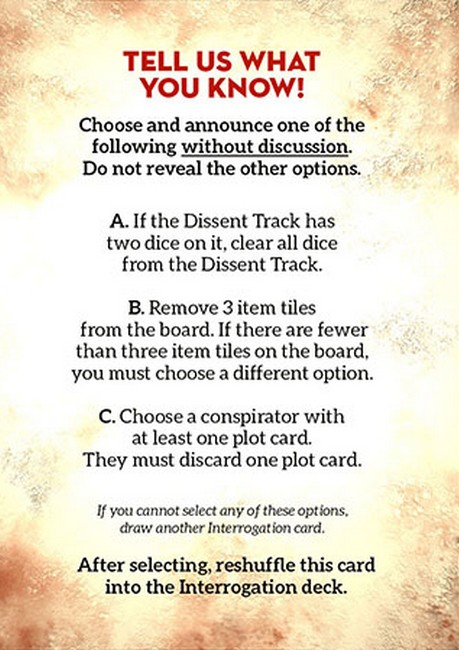 TELL US WHAT
YOU KNOW!
Choose and announce one of the
following without discussion.
Do not reveal the other options.
A. If the Dissent Track has
two dice on it, clear all dice
from the Dissent Track.
B. Remove 3 item tiles
from the board. If there are fewer
than three item tiles on the board,
you must choose a different option.
C. Choose a conspirator with
at least one plot card.
They must discard one plot card.
If you cannot select any of these options,
draw another Interrogation card.
After selecting, reshuffle this card
into the Interrogation deck.